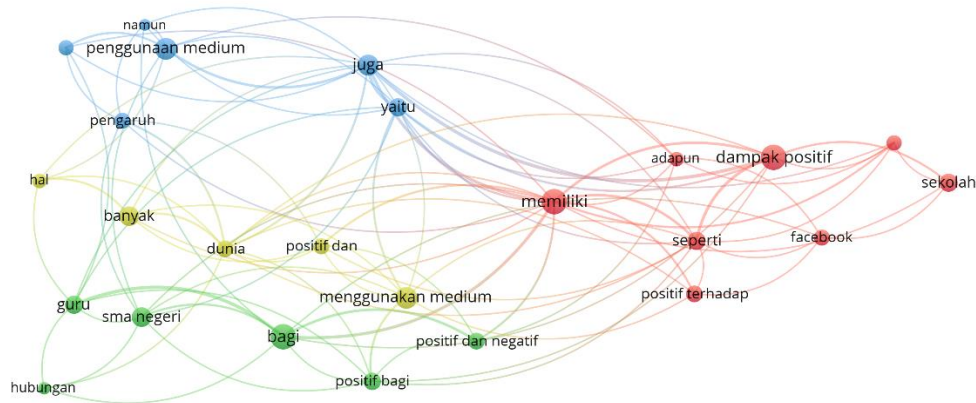 namun
penggunaan medium
juga
yaitu
pengaruh
adapun
dampak positif
sekolah
hal
memiliki
banyak
dunia
positif dan
seperti
facebook
menggunakan medium
positif terhadap
guru
sma negeri
bagi
positif dan negatif
hubungan
positif bagi